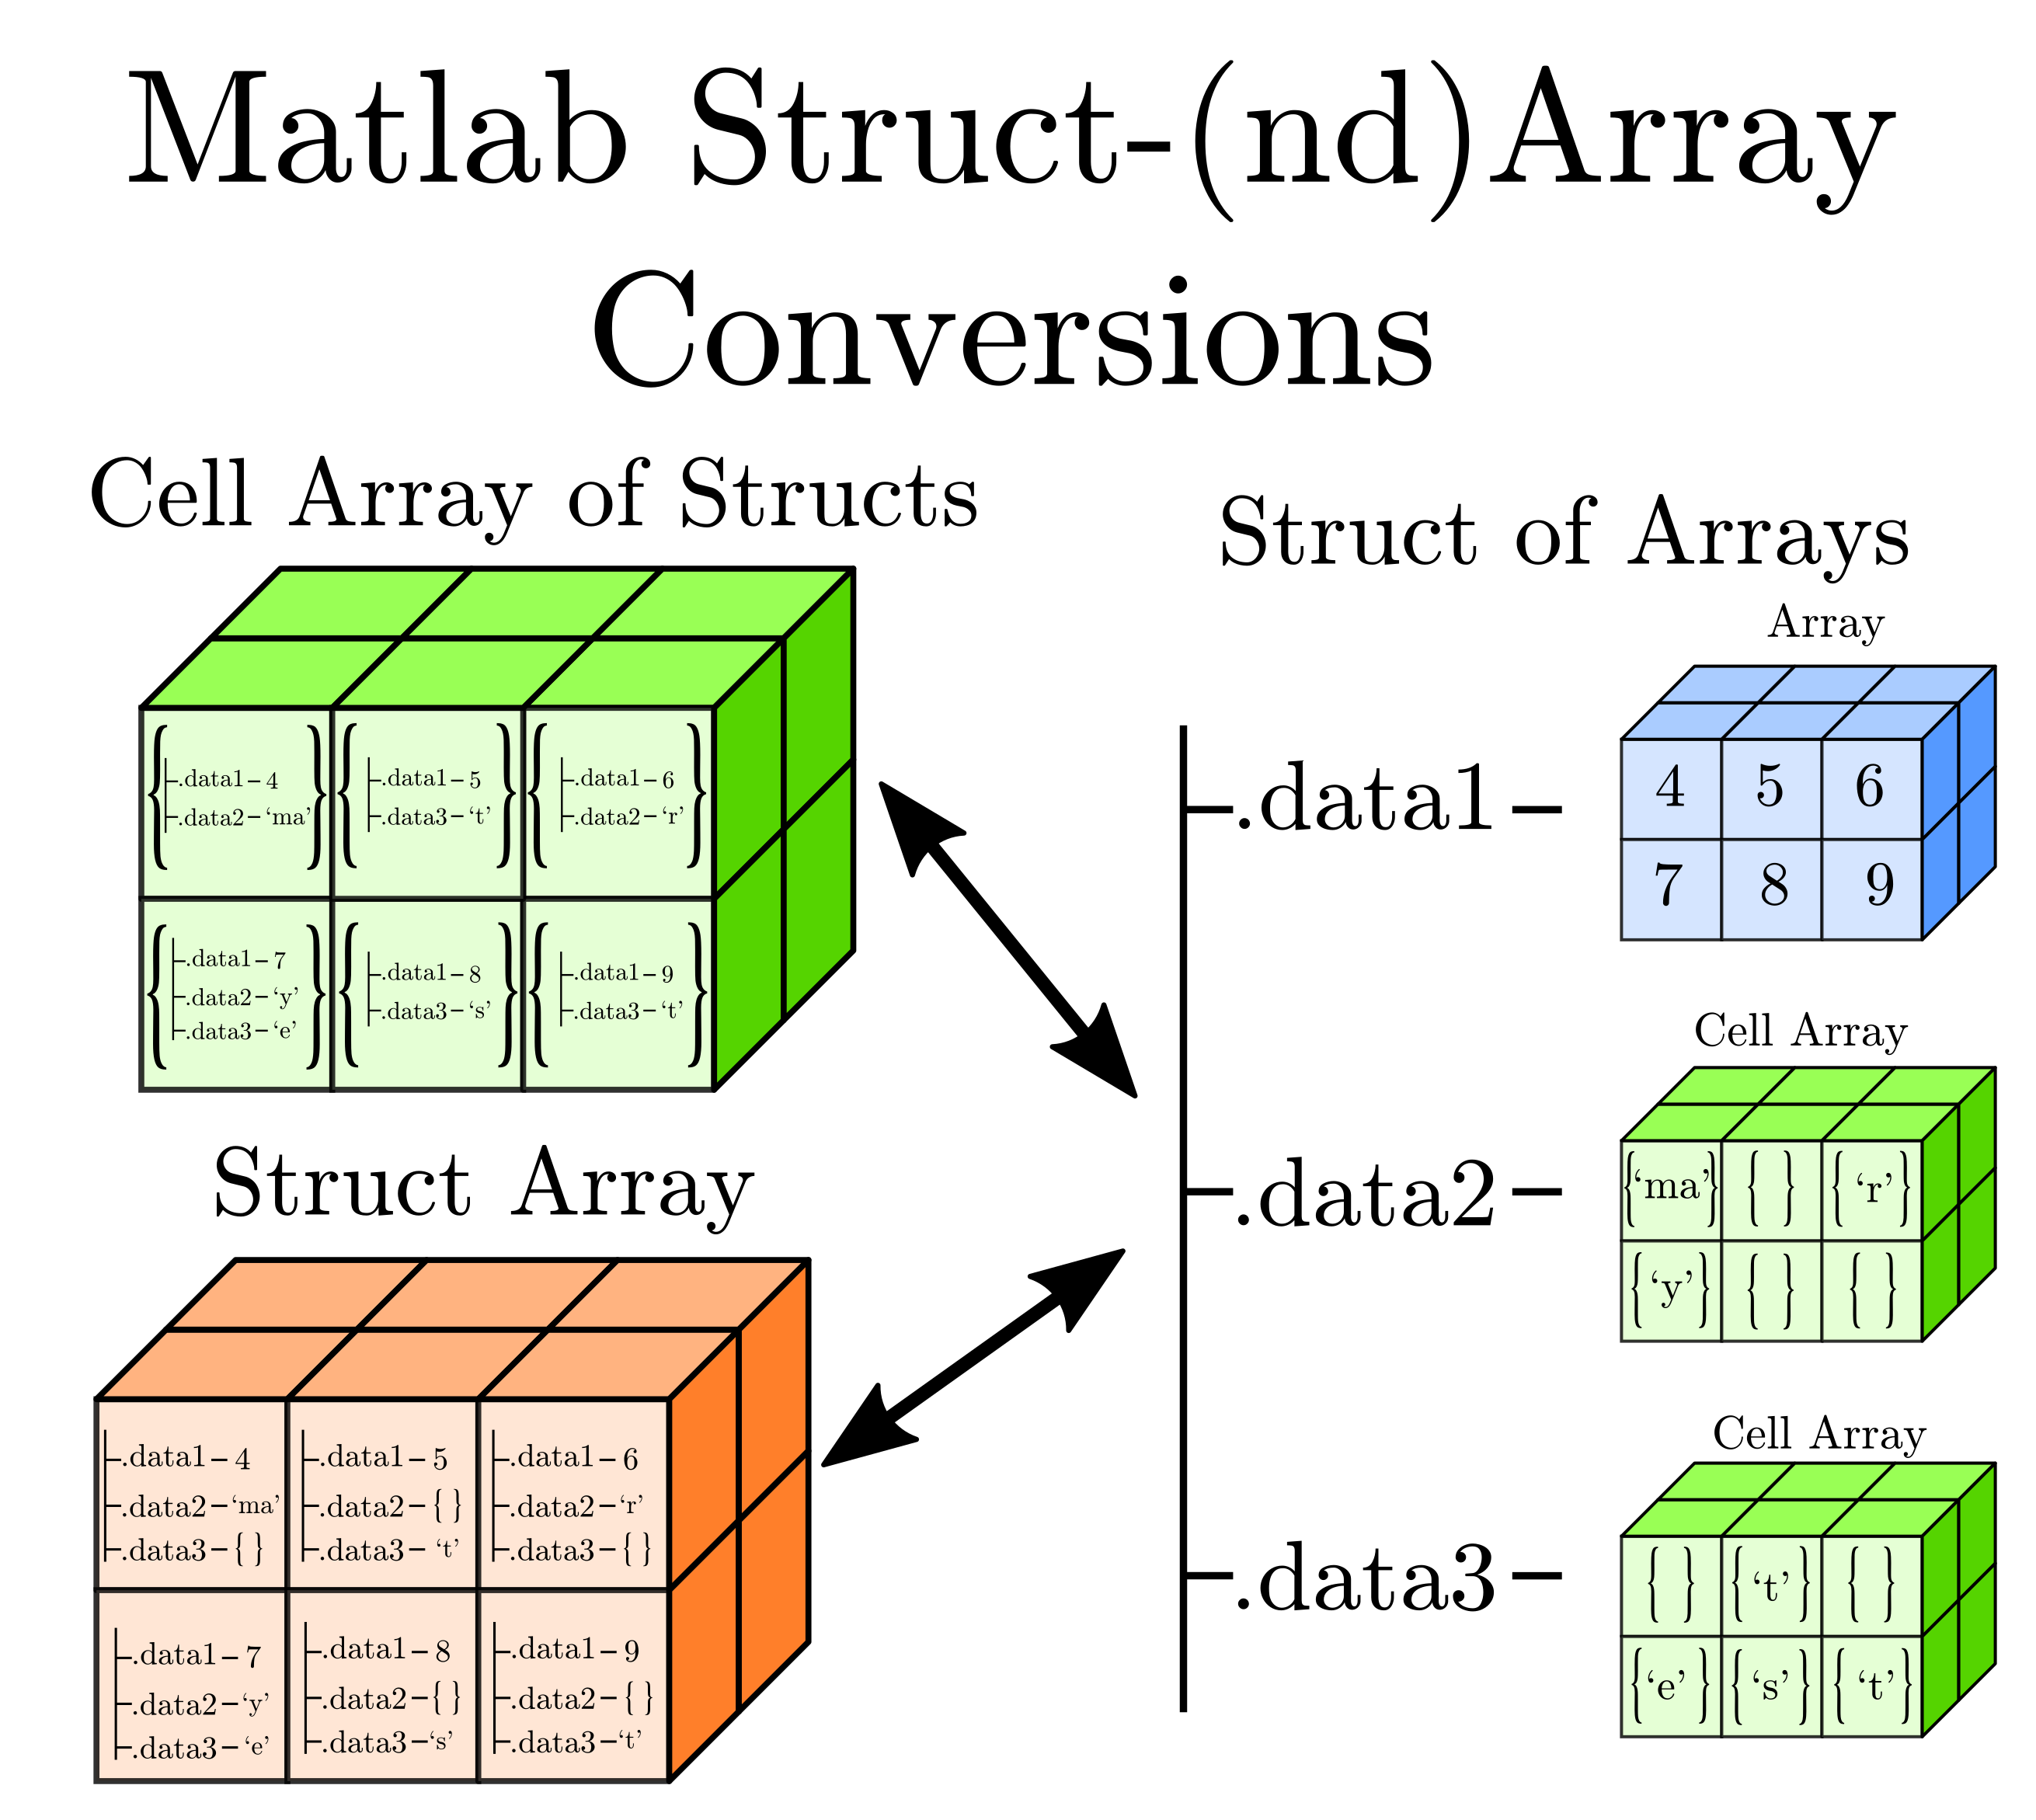 Matlab Struct-(nd)Array
Conversions
Cell Array of Structs
{ .data1 - 4
.data2 - ‘ma’ }
{ .data1 - 5
.data3 - ‘t’ }
{ .data1 - 6
.data2 - ‘r’ }
{ .data1 - 7
.data2 - ‘y’
.data3 - ‘e’ }
{ .data1 - 8
.data3 - ‘s’ }
{ .data1 - 9
.data3 - ‘t’ }
Struct Array
.data1 - 4
.data2 - ‘ma’
.data3 - { }
.data1 - 5
.data2 - { }
.data3 - ‘t’
.data1 - 6
.data2 - ‘r’
.data3 - { }
.data1 - 7
.data2 - ‘y’
.data3 - ‘e’
.data1 - 8
.data2 - { }
.data3 - ‘s’
.data1 - 9
.data2 - { }
.data3 - ‘t’
Struct of Arrays
.data1 -
Array
4 5 6
7 8 9
.data2 -
Cell Array
{‘ma’} { } {‘r’}
{‘y’} { } { }
.data3 -
Cell Array
{ } {‘t’} { }
{‘e’} {‘s’} {‘t’}